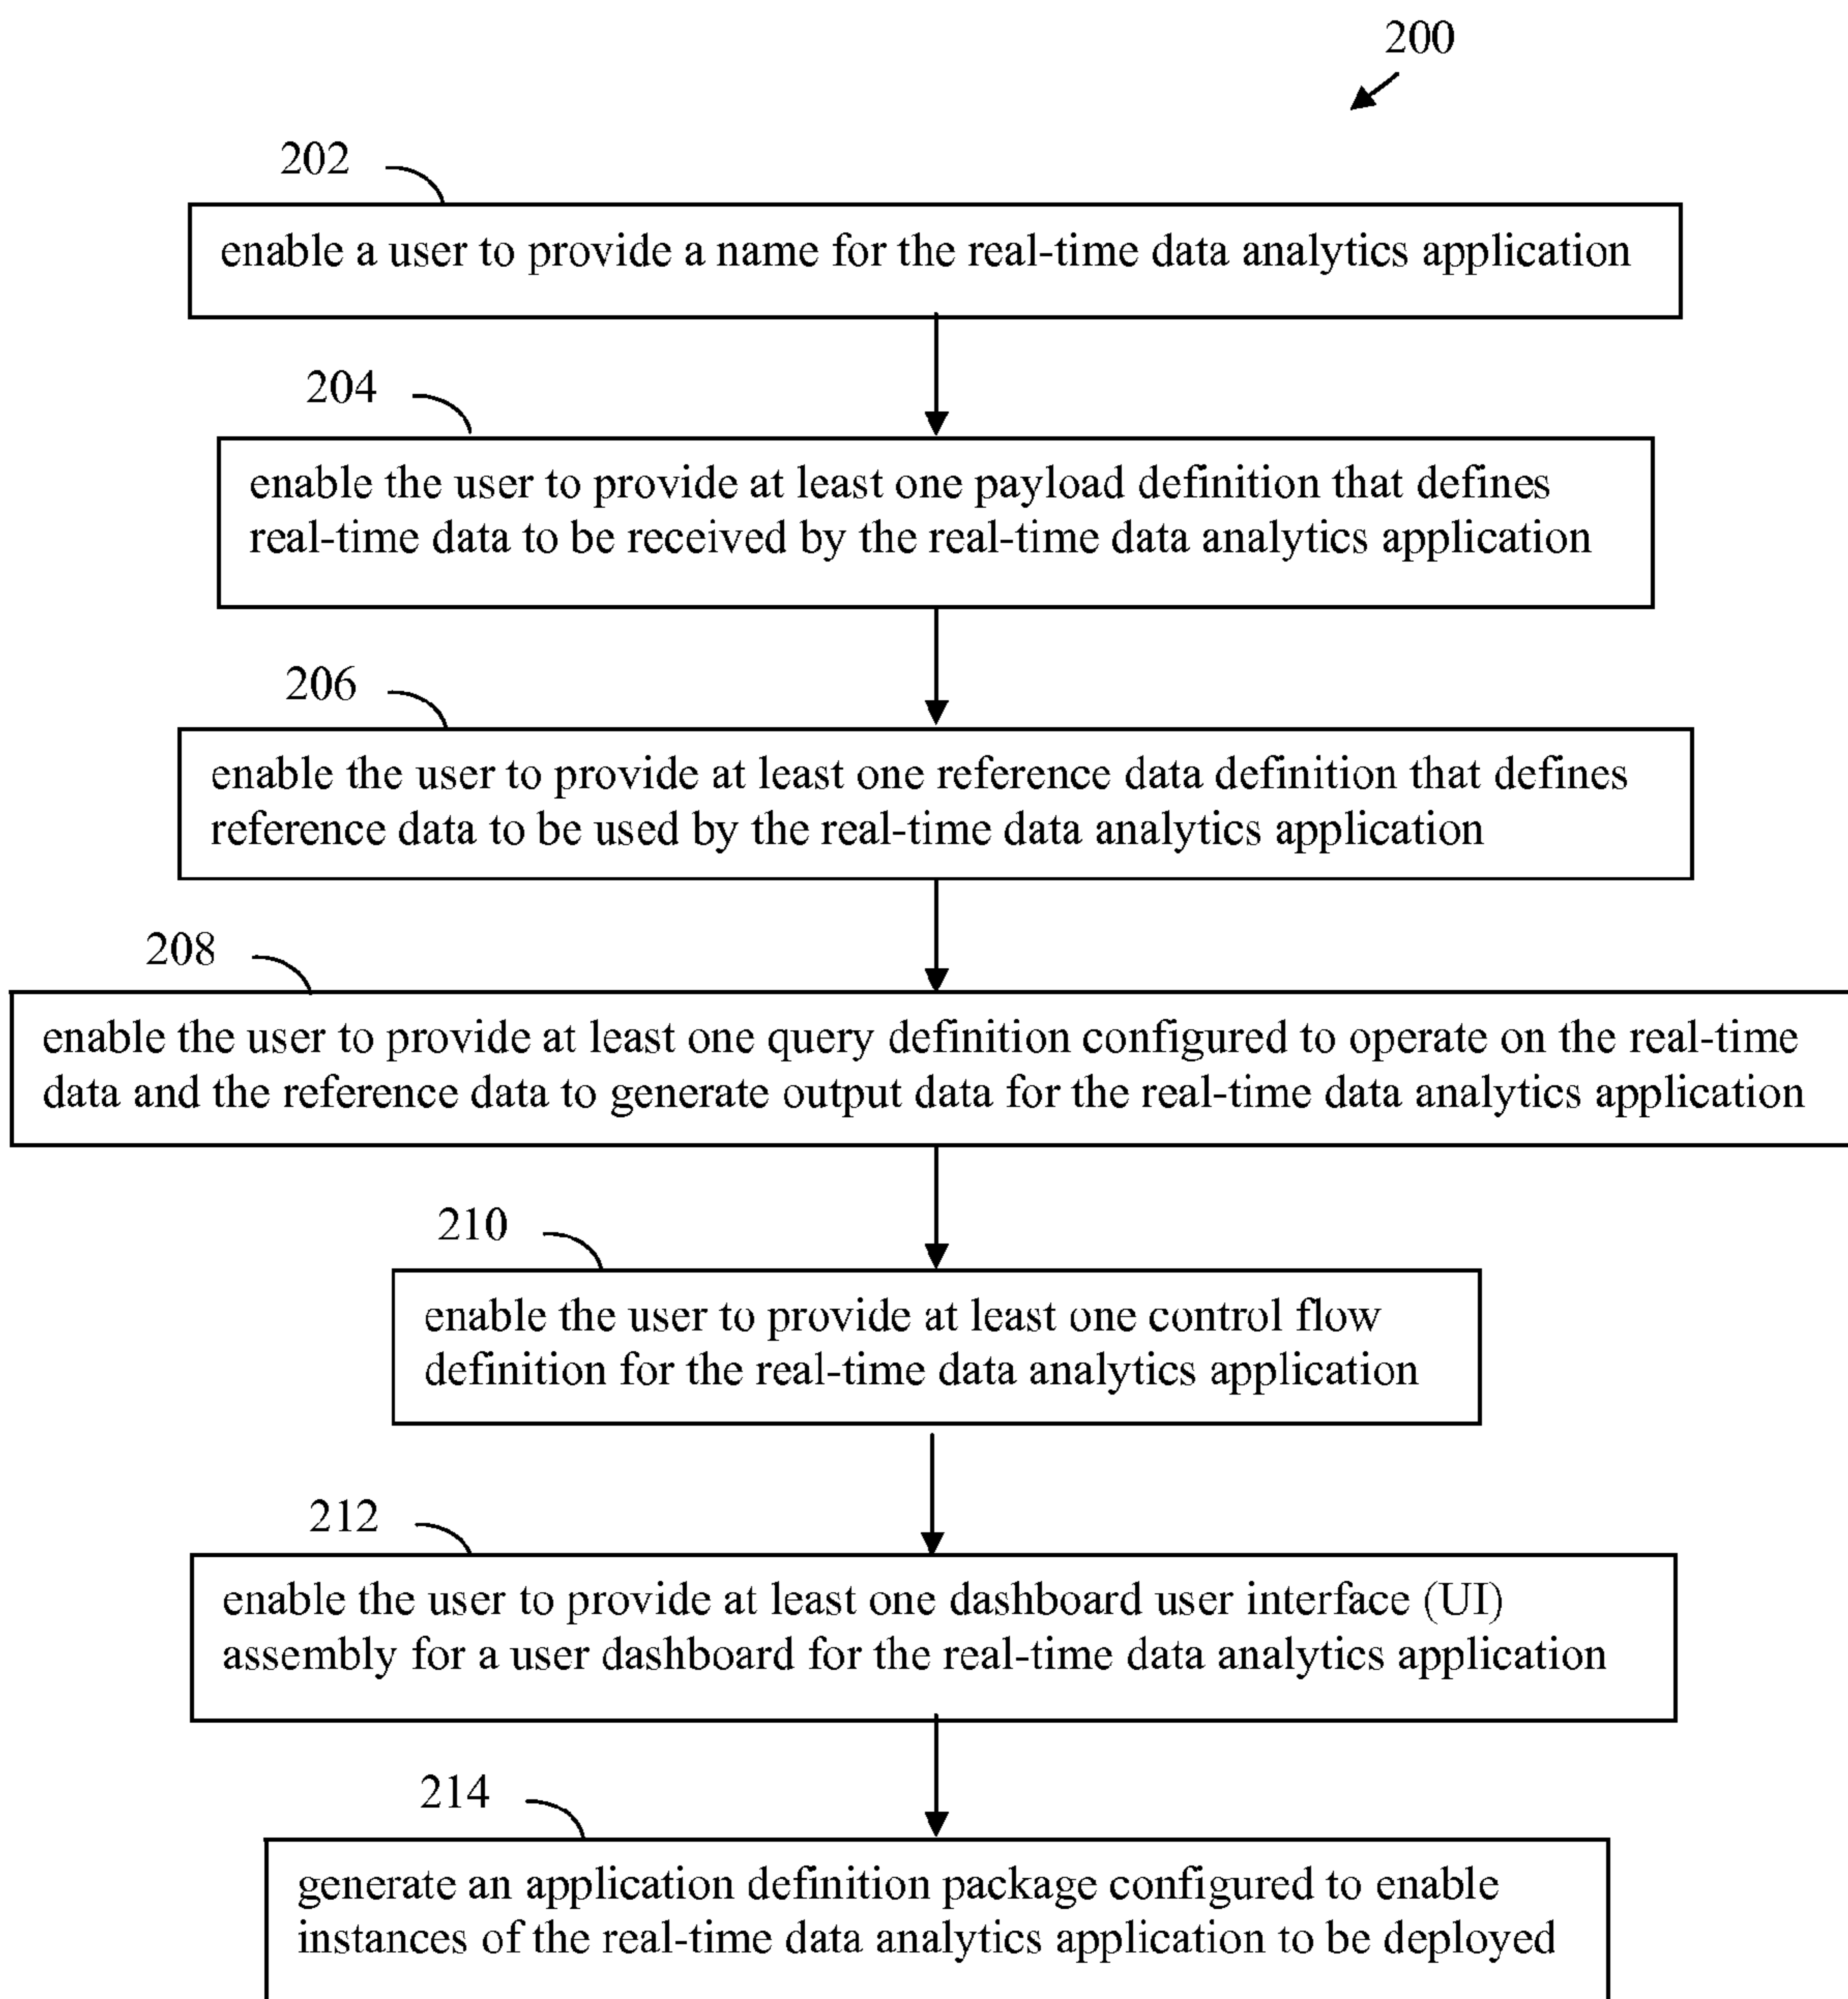 200
202
enable a user to provide a name for the real-time data analytics application
204
enable the user to provide at least one payload definition that defines
real-time data to be received by the real-time data analytics application
206
enable the user to provide at least one reference data definition that defines
reference data to be used by the real-time data analytics application
208
enable the user to provide at least one query definition configured to operate on the real-time
data and the reference data to generate output data for the real-time data analytics application
210
enable the user to provide at least one control flow
definition for the real-time data analytics application
212
enable the user to provide at least one dashboard user interface (UI)
assembly for a user dashboard for the real-time data analytics application
214
generate an application definition package configured to enable
instances of the real-time data analytics application to be deployed